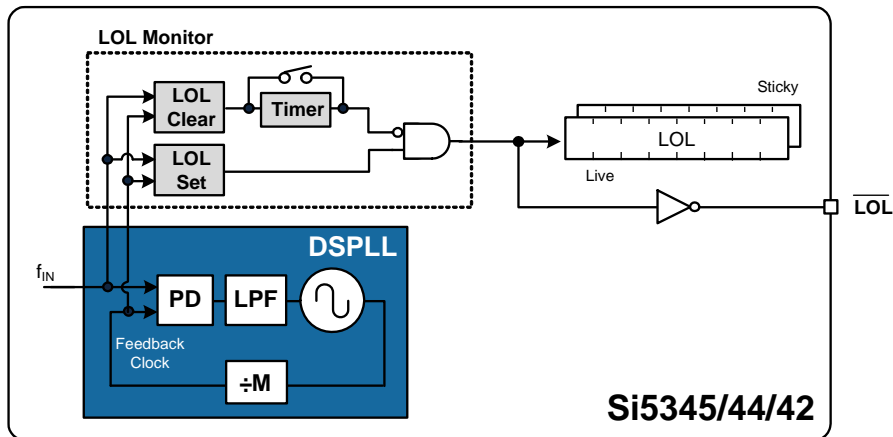 LOL Monitor
LOL
Clear
Timer
LOL
Set
Sticky
LOL
Live
LOL
DSPLL
fIN
PD
LPF
Feedback
Clock
÷M
Si5345/44/42